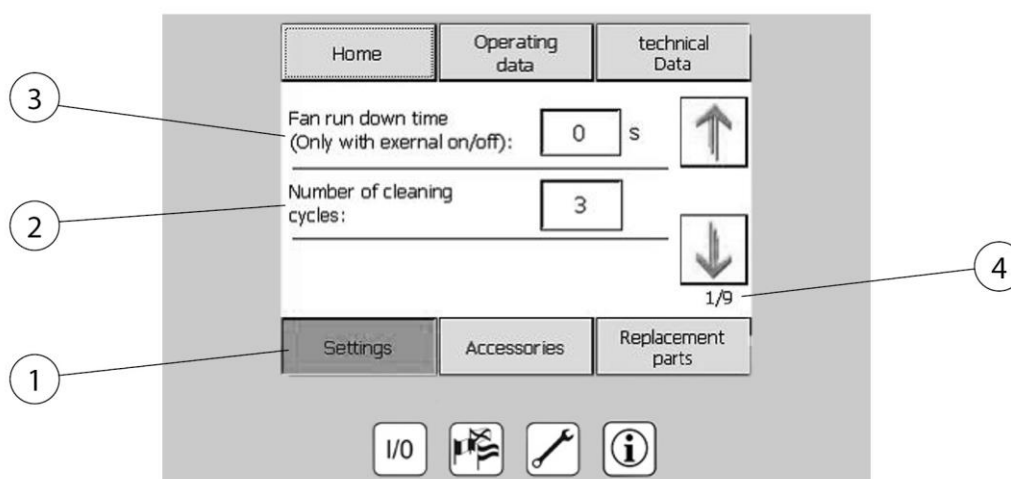 Home
Operating
data
technical
Data
3
Fan run down time
(Only with exernal on/off):
0
s
2
Number of cleaning
cycles:
3
4
1/9
1
Settings
Accessories
Replacement
parts
I/0
i